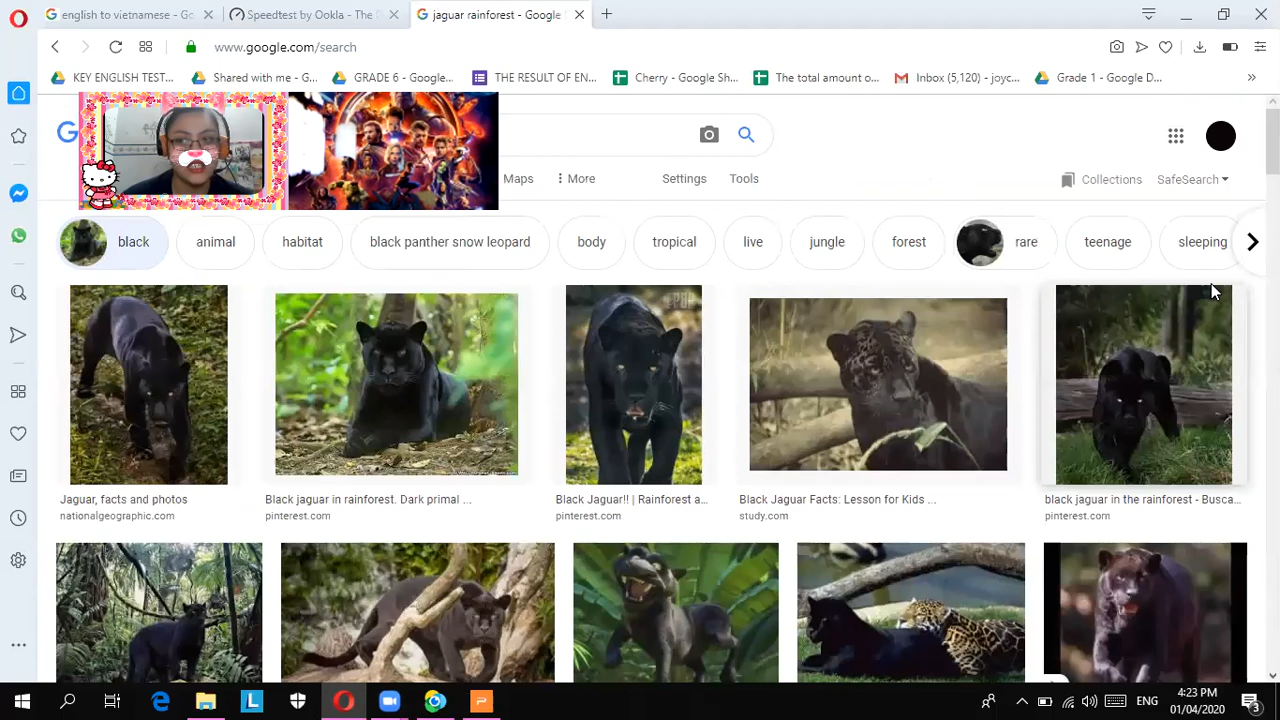 english to vietnamese - Go
Speedtest by Ookla - The
jaguar rainforest - Google
www.google.com/search
KEY ENGLISH TEST...
Shared with me - G...
GRADE 6 - Google...
THE RESULT OF EN...
Cherry - Google Sh...
The total amount o...
Inbox (5,120) - joyc...
Grade 1 - Google D...
Maps
More
Settings
Tools
Collections
SafeSearch
black
animal
habitat
black panther snow leopard
body
tropical
live
jungle
forest
rare
teenage
sleeping
Jaguar, facts and photos
nationalgeographic.com
Black jaguar in rainforest. Dark primal ...
pinterest.com
Black Jaguar!! | Rainforest a...
pinterest.com
Black Jaguar Facts: Lesson for Kids ...
study.com
black jaguar in the rainforest - Busca...
pinterest.com
ENG
4:23 PM
01/04/2020
3